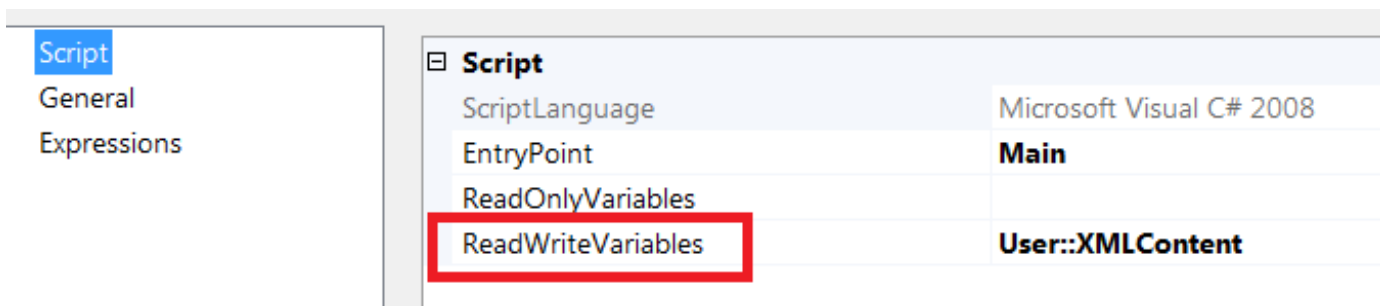 Script
General
Expressions
Script
ScriptLanguage Microsoft Visual C# 2008
EntryPoint Main
ReadOnlyVariables
ReadWriteVariables User::XMLContent